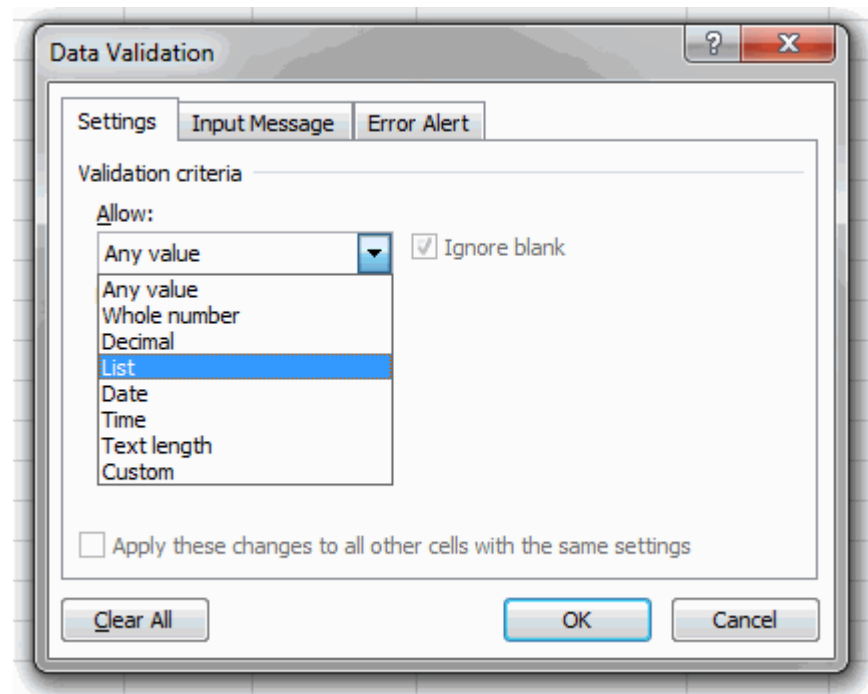 Data Validation
Settings Input Message Error Alert
Validation criteria
Allow:
Any value Ignore blank
Any value
Whole number
Decimal
List
Date
Time
Text length
Custom
Apply these changes to all other cells with the same settings
Clear All OK Cancel